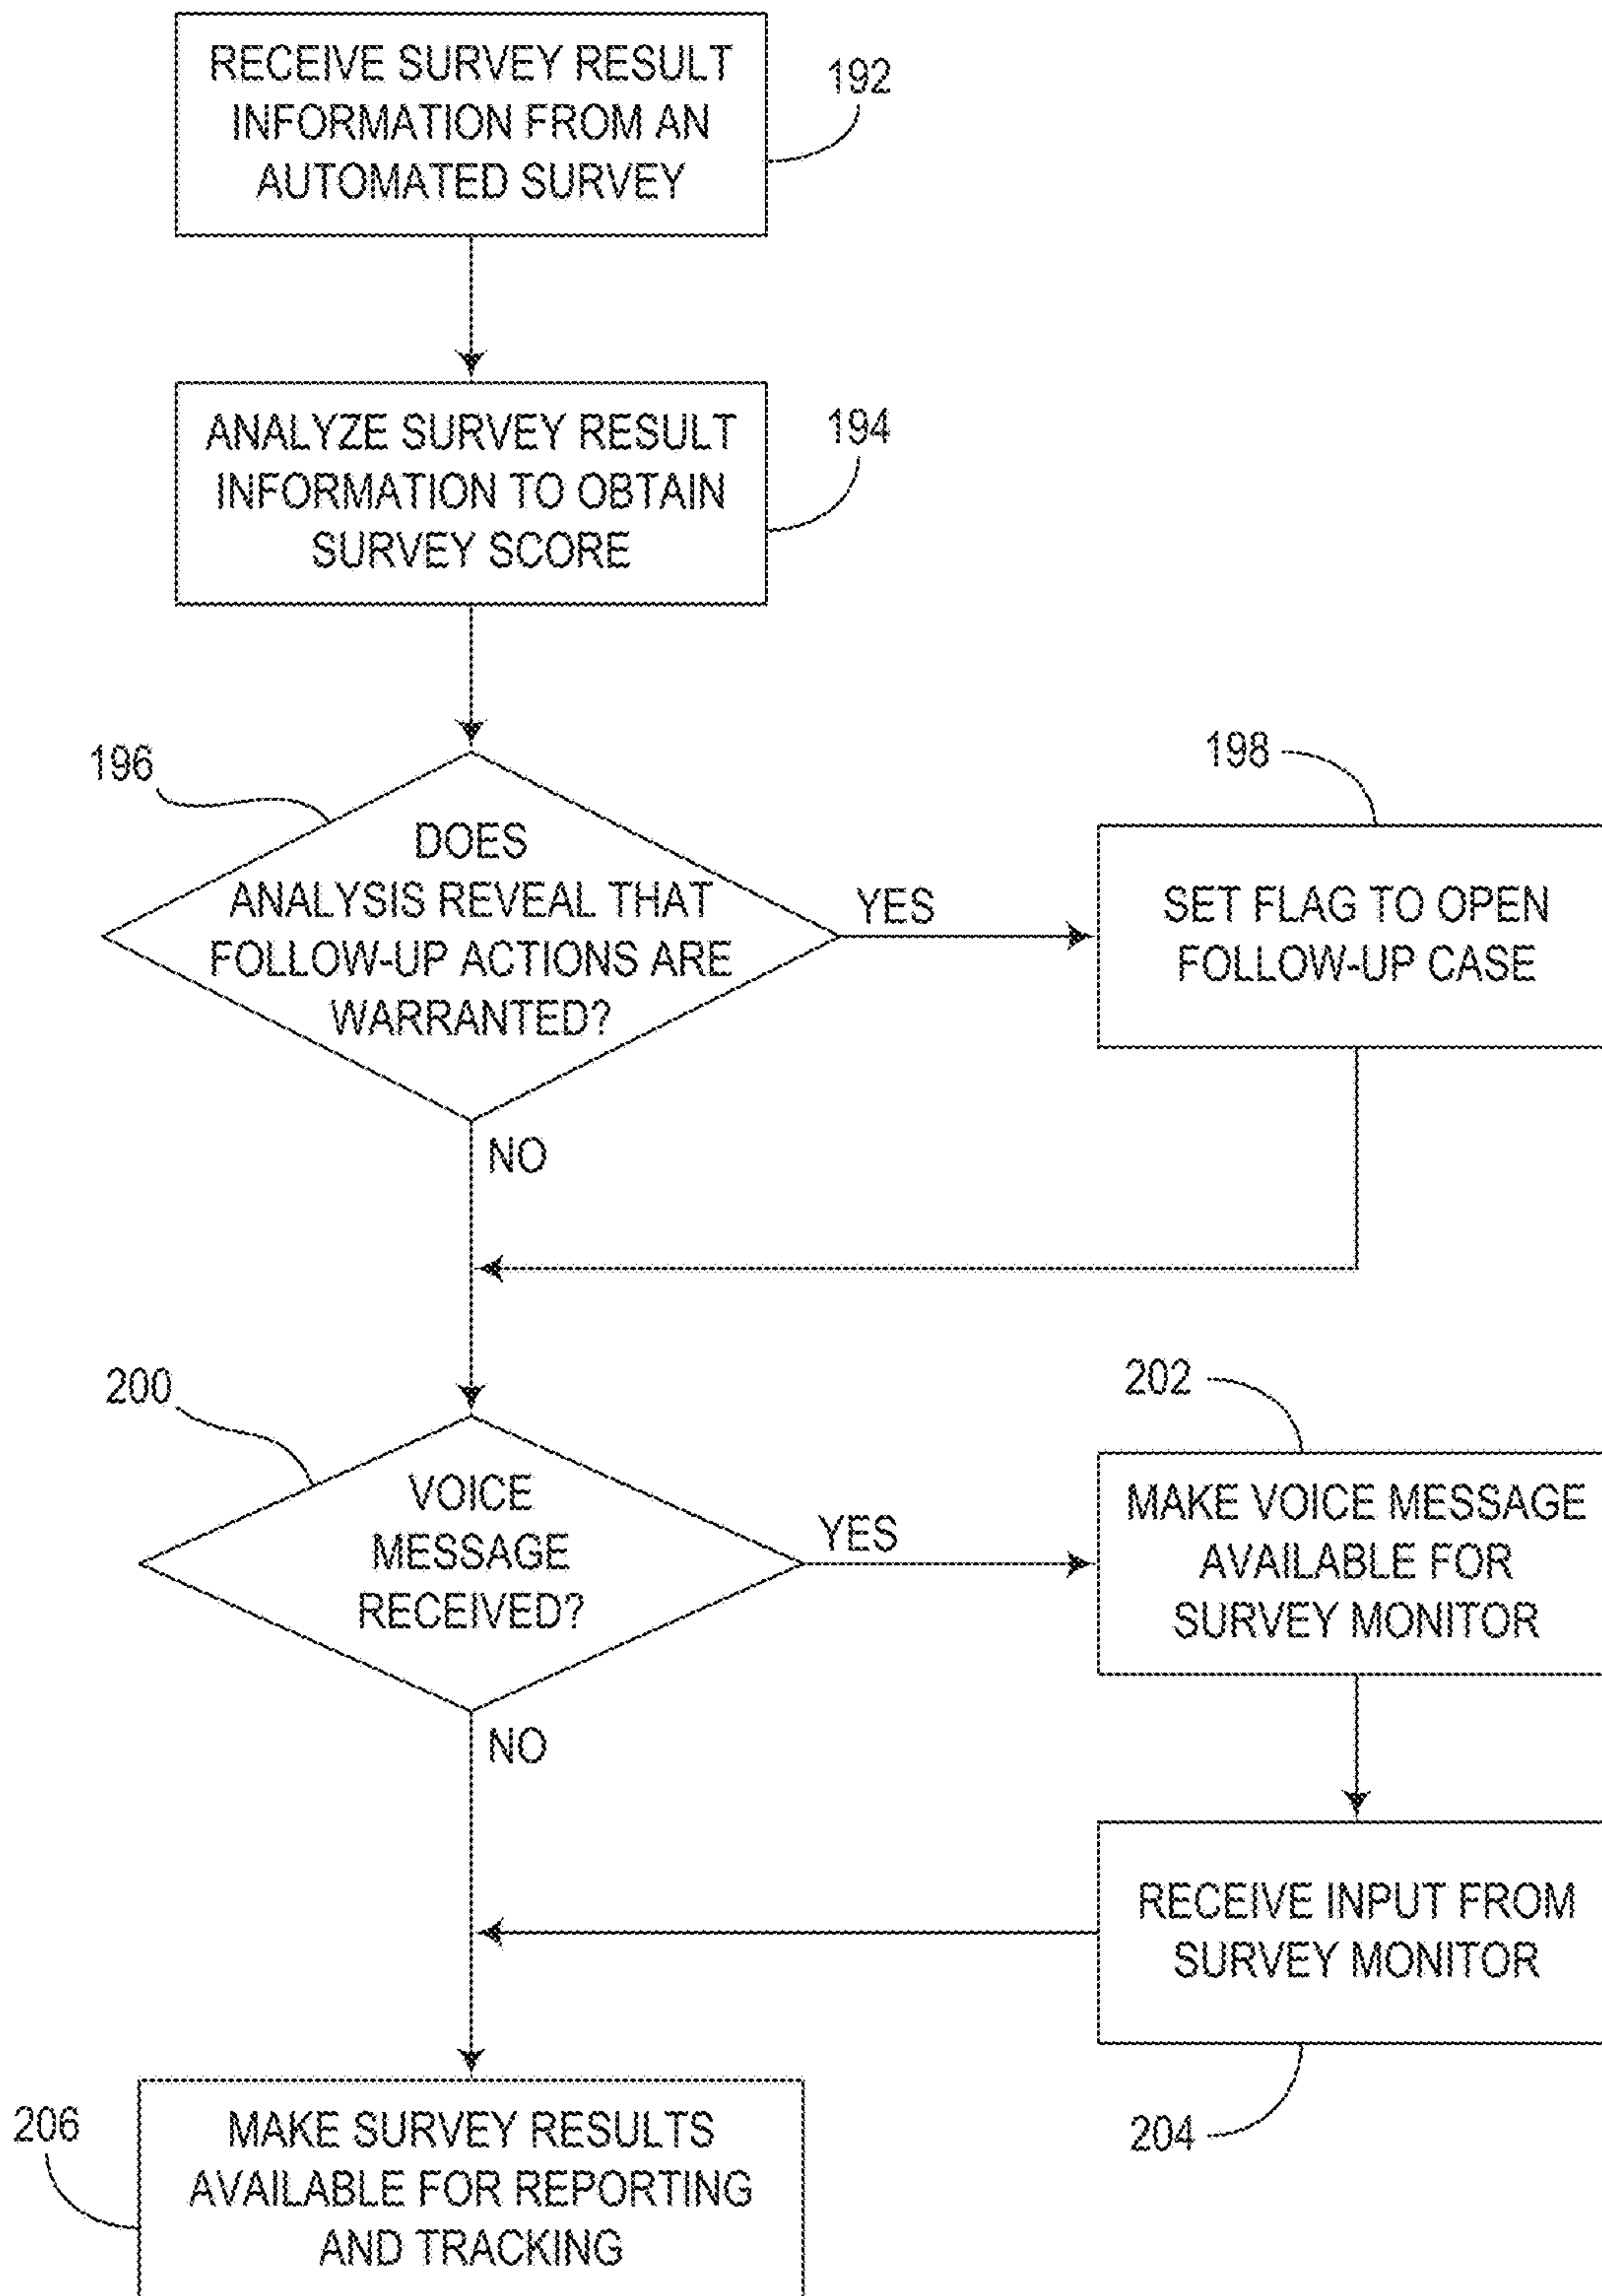 RECEIVE SURVEY RESULT
INFORMATION FROM AN
AUTOMATED SURVEY
192
ANALYZE SURVEY RESULT
INFORMATION TO OBTAIN
SURVEY SCORE
194
196
DOES
ANALYSIS REVEAL THAT
FOLLOW-UP ACTIONS ARE
WARRANTED?
YES
198
SET FLAG TO OPEN
FOLLOW-UP CASE
NO
200
VOICE
MESSAGE
RECEIVED?
YES
202
MAKE VOICE MESSAGE
AVAILABLE FOR
SURVEY MONITOR
NO
RECEIVE INPUT FROM
SURVEY MONITOR
204
206
MAKE SURVEY RESULTS
AVAILABLE FOR REPORTING
AND TRACKING